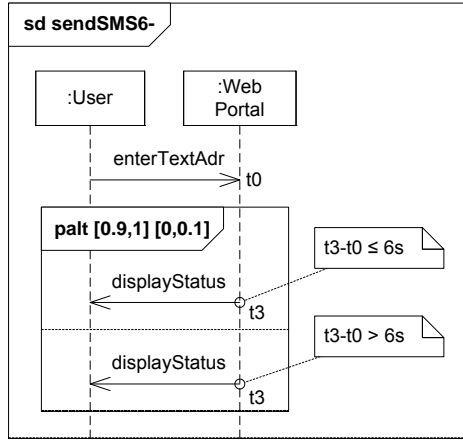 sd sendSMS6-
:User
:Web
Portal
enterTextAdr
t0
palt [0.9,1] [0,0.1]
t3-t0 ≤ 6s
displayStatus
t3
t3-t0 > 6s
displayStatus
t3